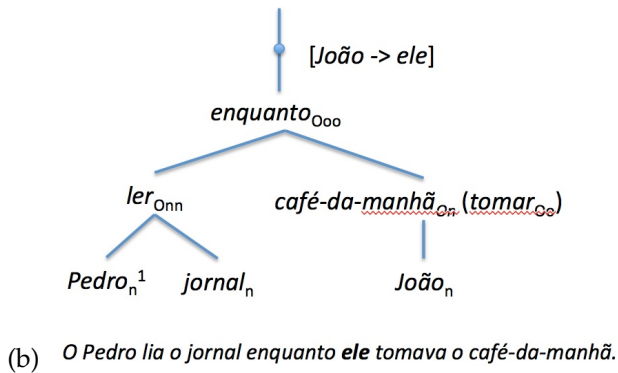 [João -> ele]
enquantoOoo
lerOnn café-da-manhãOn (tomarOo)
Pedron1 jornaln Joãon
(b) O Pedro lia o jornal enquanto ele tomava o café-da-manhã.